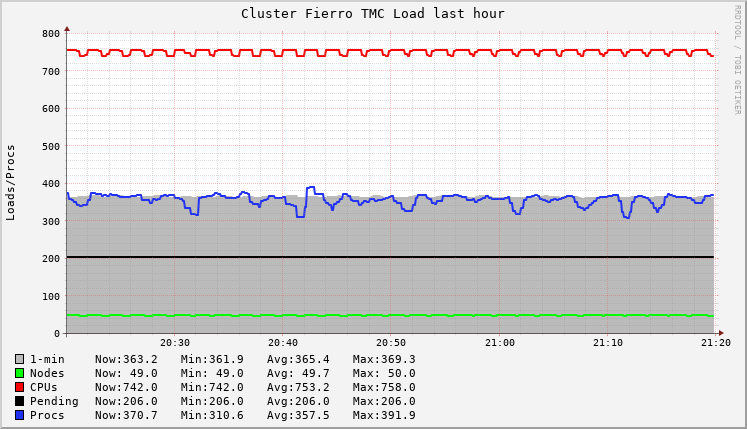 Cluster Fierro TMC Load last hour
RRDTOOL / TOBI OETIKER
Loads/Procs
800
700
600
500
400
300
200
100
0
20:30 20:40 20:50 21:00 21:10 21:20
1-min Now:363.2 Min:361.9 Avg:365.4 Max:369.3
Nodes Now: 49.0 Min: 49.0 Avg: 49.7 Max: 50.0
CPUs Now:742.0 Min:742.0 Avg:753.2 Max:758.0
Pending Now:206.0 Min:206.0 Avg:206.0 Max:206.0
Procs Now:370.7 Min:310.6 Avg:357.5 Max:391.9